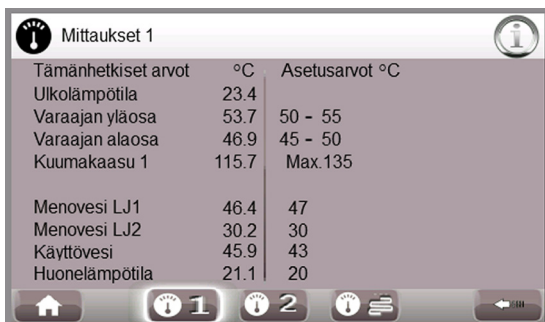 Mittaukset 1
Tämänhetkiset arvot °C Asetusarvot °C
Ulkolämpötila 23.4
Varaajan yläosa 53.7 50 - 55
Varaajan alaosa 46.9 45 - 50
Kuumakaasu 1 115.7 Max.135
Menovesi LJ1 46.4 47
Menovesi LJ2 30.2 30
Käyttövesi 45.9 43
Huonelämpötila 21.1 20
1 2